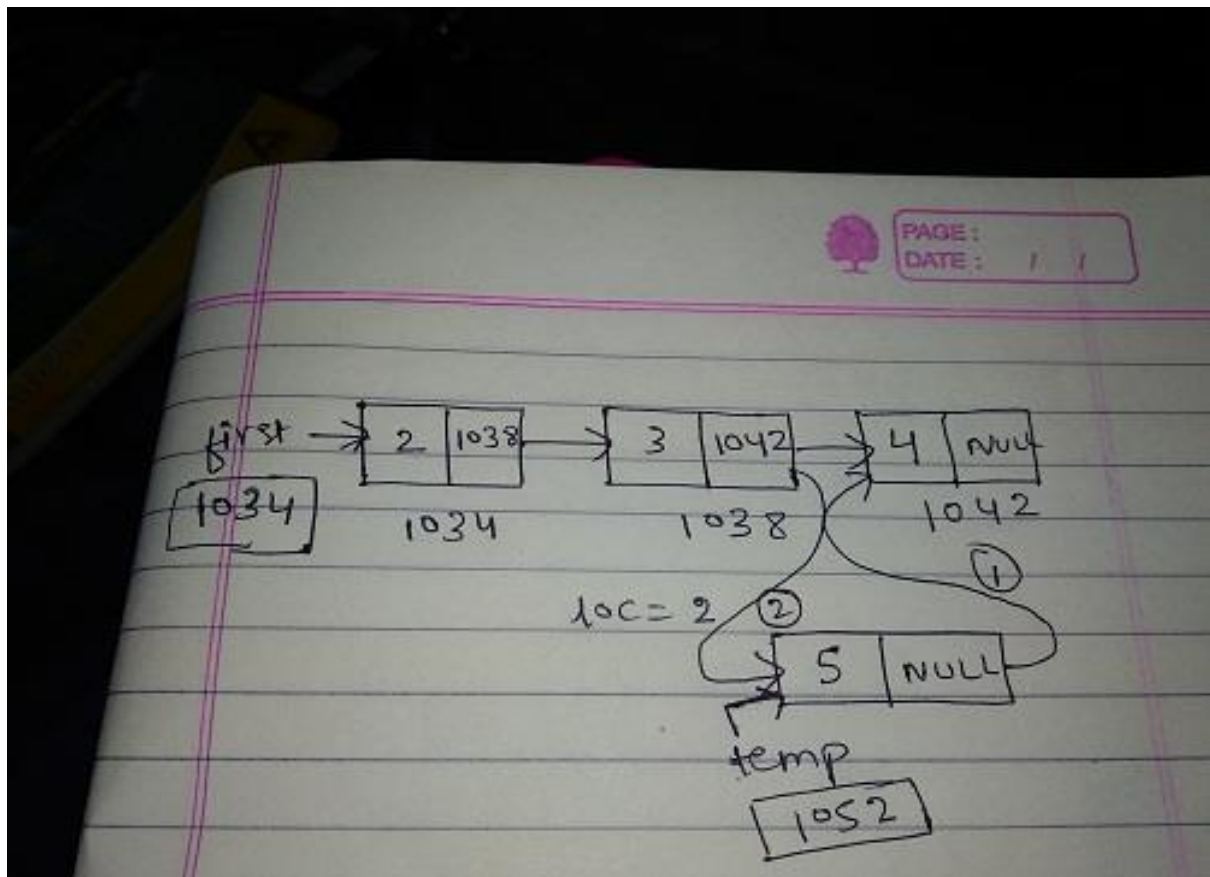 PAGE :
DATE : / /
first 2 1038 3 1042 4 NULL
1034 1034 1038 1042
1
loc = 2 2
5 NULL
temp
1052